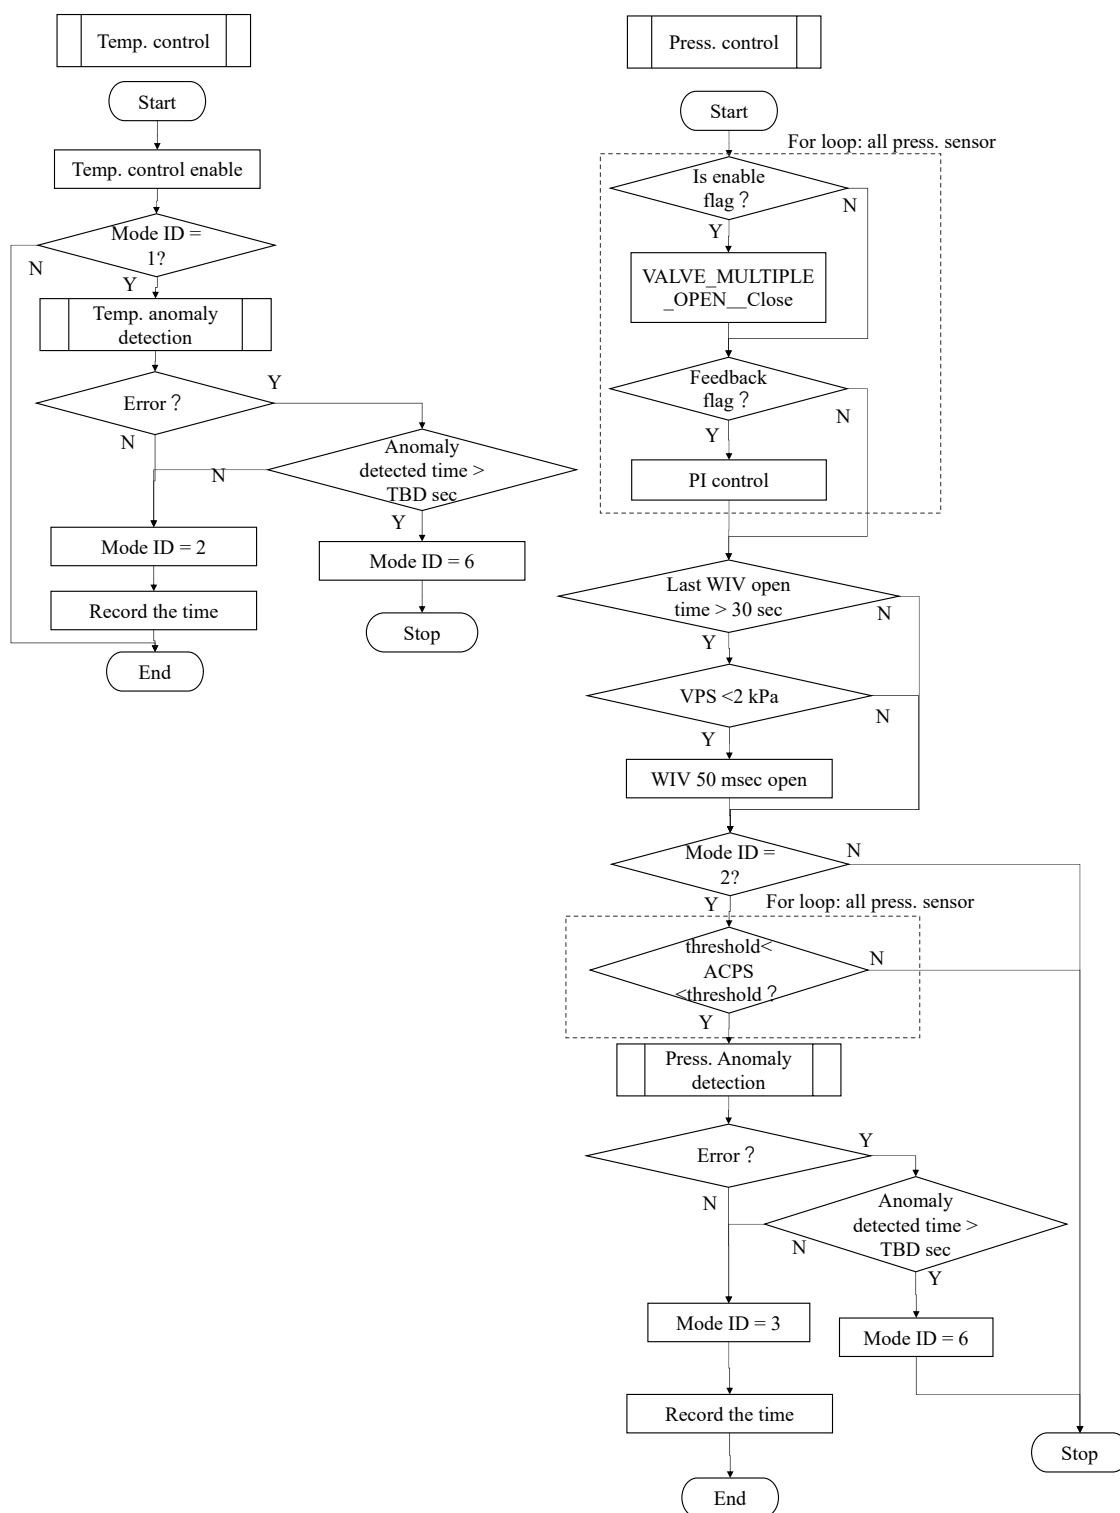 Temp. control
Start
Temp. control enable
Mode ID =
1?
N
Y
Temp. anomaly
detection
Error ?
Y
N
Anomaly
detected time >
TBD sec
N
Y
Mode ID = 2
Mode ID = 6
Record the time
Stop
End
Press. control
Start
For loop: all press. sensor
Is enable
flag ?
N
Y
VALVE_MULTIPLE
_OPEN__Close
Feedback
flag ?
N
Y
PI control
Last WIV open
time > 30 sec
N
Y
VPS <2 kPa
N
Y
WIV 50 msec open
Mode ID =
2?
N
Y
For loop: all press. sensor
threshold<
ACPS
<threshold ?
N
Y
Press. Anomaly
detection
Error ?
Y
N
Anomaly
detected time >
TBD sec
N
Y
Mode ID = 3
Mode ID = 6
Record the time
Stop
End